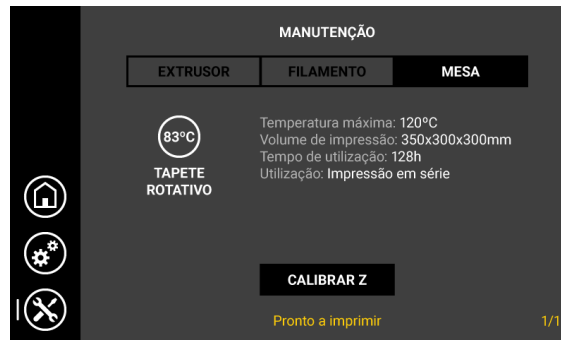 MANUTENÇÃO
EXTRUSOR FILAMENTO MESA
83ºC
TAPETE
ROTATIVO
Temperatura máxima: 120ºC
Volume de impressão: 350x300x300mm
Tempo de utilização: 128h
Utilização: Impressão em série
CALIBRAR Z
Pronto a imprimir 1/1